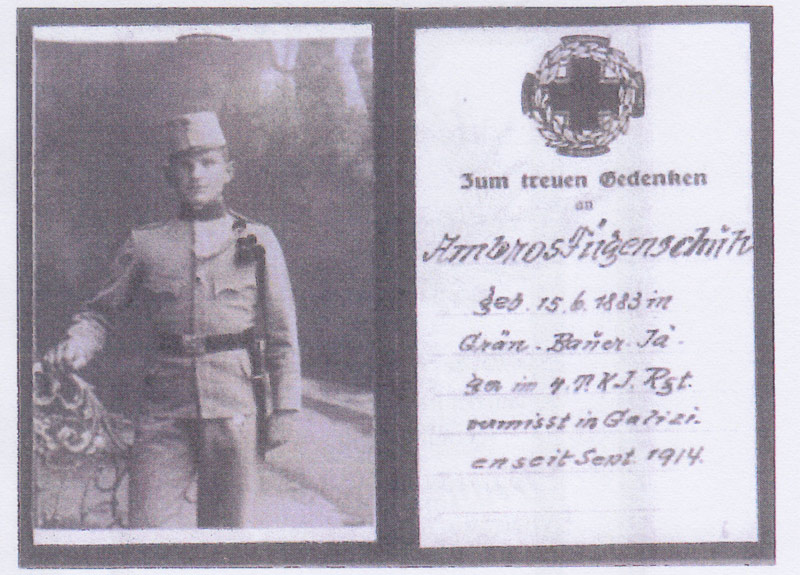 Zum treuen Gedenken
an
Ambros Fügenschuh
geb. 15.6.1883 in
Grän. Bauer. Jä-
ger im 4. T.K.J. Rgt.
vermisst in Galizi.
en seit Sept. 1914.